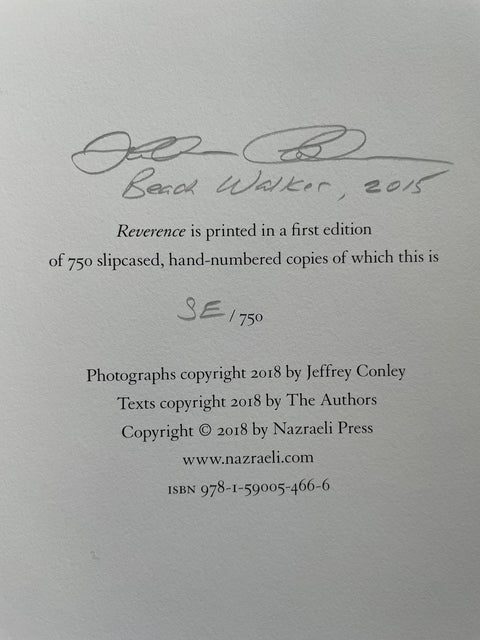 Beach Walker, 2015
Reverence is printed in a first edition
of 750 slipcased, hand-numbered copies of which this is
SE / 750
Photographs copyright 2018 by Jeffrey Conley
Texts copyright 2018 by The Authors
Copyright © 2018 by Nazraeli Press
www.nazraeli.com
ISBN 978-1-59005-466-6